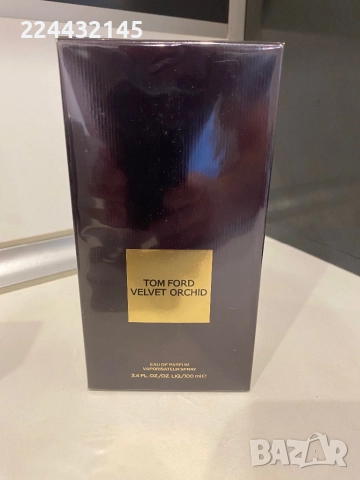 224432145
TOM FORD
VELVET ORCHID
EAU DE PARFUM
VAPORISATEUR SPRAY
3.4 FL. OZ./OZ. LIQ./100 ml ℮
BAZAR